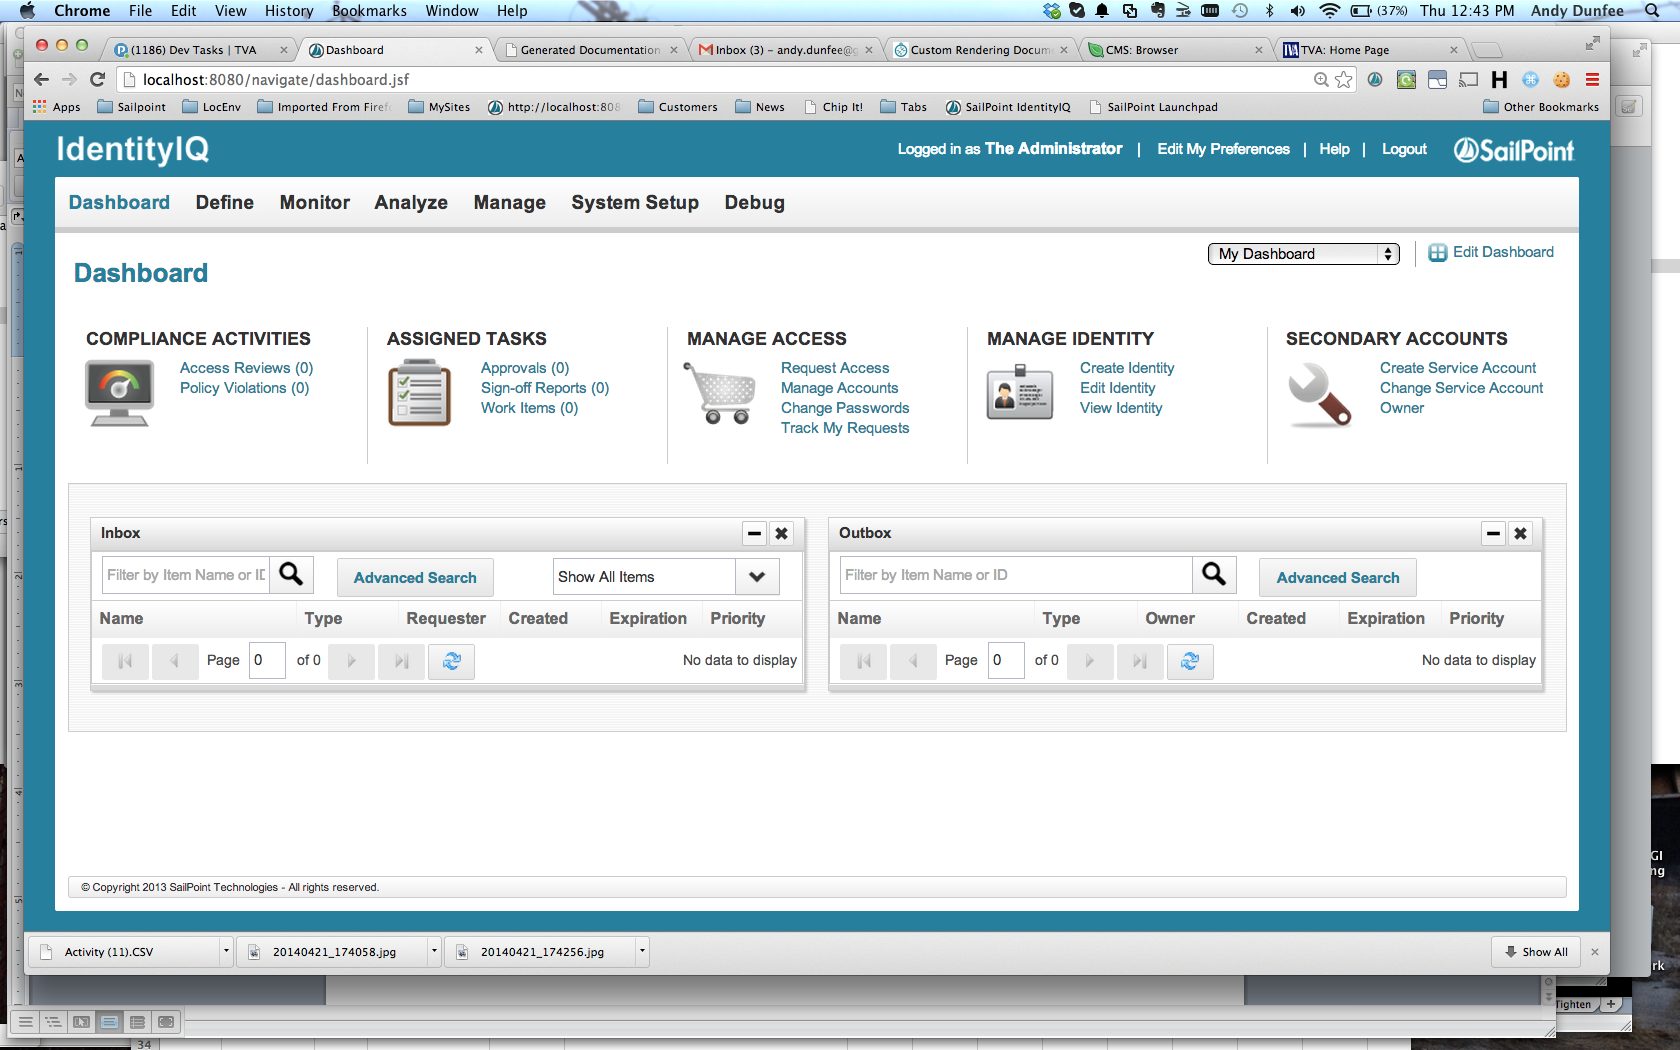 Chrome File Edit View History Bookmarks Window Help (37%) Thu 12:43 PM Andy Dunfee
(1186) Dev Tasks | TVA Dashboard Generated Documentation Inbox (3) - andy.dunfee@g Custom Rendering Docum CMS: Browser TVA: Home Page
localhost:8080/navigate/dashboard.jsf
Apps Sailpoint LocEnv Imported From Firef MySites http://localhost:808 Customers News Chip It! Tabs SailPoint IdentityIQ SailPoint Launchpad Other Bookmarks
IdentityIQ
Logged in as The Administrator | Edit My Preferences | Help | Logout SailPoint
Dashboard Define Monitor Analyze Manage System Setup Debug
My Dashboard Edit Dashboard
Dashboard
COMPLIANCE ACTIVITIES
Access Reviews (0)
Policy Violations (0)
ASSIGNED TASKS
Approvals (0)
Sign-off Reports (0)
Work Items (0)
MANAGE ACCESS
Request Access
Manage Accounts
Change Passwords
Track My Requests
MANAGE IDENTITY
Create Identity
Edit Identity
View Identity
SECONDARY ACCOUNTS
Create Service Account
Change Service Account
Owner
Inbox
Filter by Item Name or ID Advanced Search Show All Items
Name Type Requester Created Expiration Priority
Page 0 of 0 No data to display
Outbox
Filter by Item Name or ID Advanced Search
Name Type Owner Created Expiration Priority
Page 0 of 0 No data to display
© Copyright 2013 SailPoint Technologies - All rights reserved.
Activity (11).CSV 20140421_174058.jpg 20140421_174256.jpg Show All
GI
ng
rk
Tighten
34